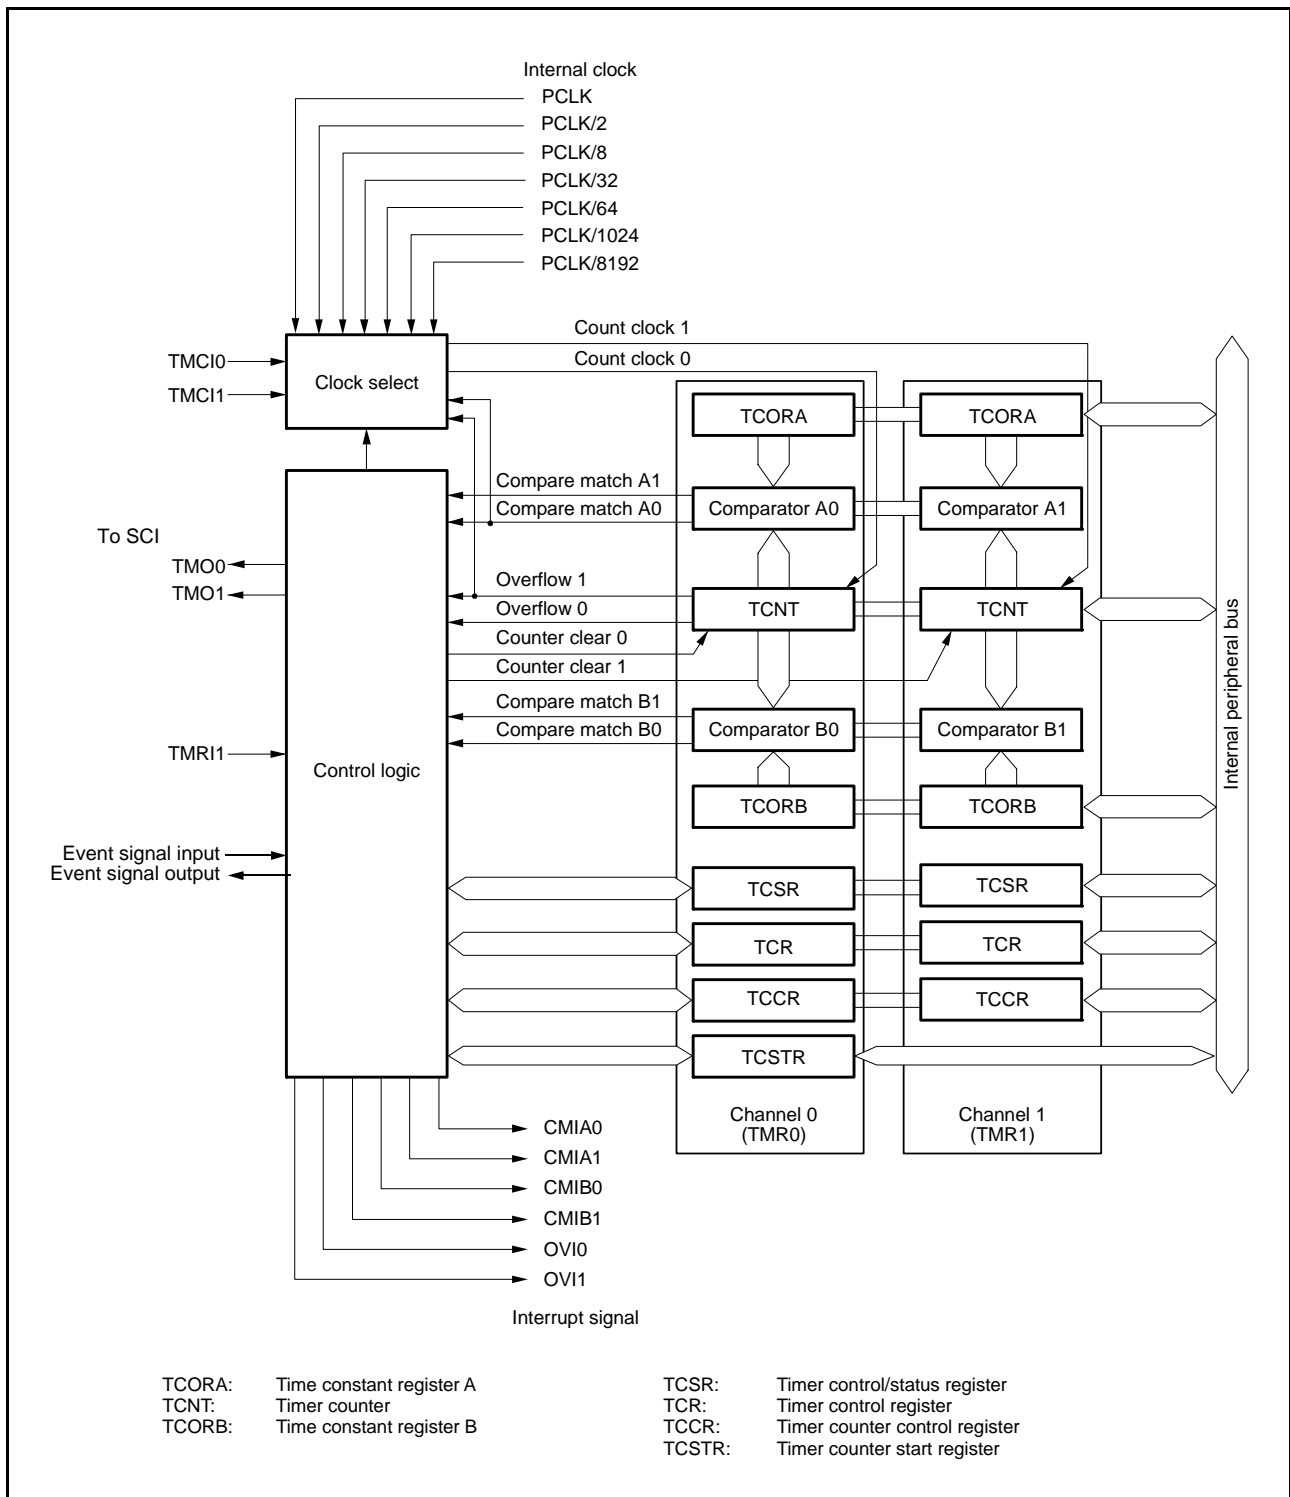 Internal clock
PCLK
PCLK/2
PCLK/8
PCLK/32
PCLK/64
PCLK/1024
PCLK/8192
Count clock 1
Count clock 0
TMCI0
TMCI1
Clock select
TCORA
TCORA
Compare match A1
Compare match A0
Comparator A0
Comparator A1
To SCI
TMO0
TMO1
Overflow 1
Overflow 0
TCNT
TCNT
Counter clear 0
Counter clear 1
Compare match B1
Compare match B0
Comparator B0
Comparator B1
TMRI1
Control logic
TCORB
TCORB
Internal peripheral bus
Event signal input
Event signal output
TCSR
TCSR
TCR
TCR
TCCR
TCCR
TCSTR
Channel 0
(TMR0)
Channel 1
(TMR1)
CMIA0
CMIA1
CMIB0
CMIB1
OVI0
OVI1
Interrupt signal
TCORA: Time constant register A
TCNT: Timer counter
TCORB: Time constant register B
TCSR: Timer control/status register
TCR: Timer control register
TCCR: Timer counter control register
TCSTR: Timer counter start register